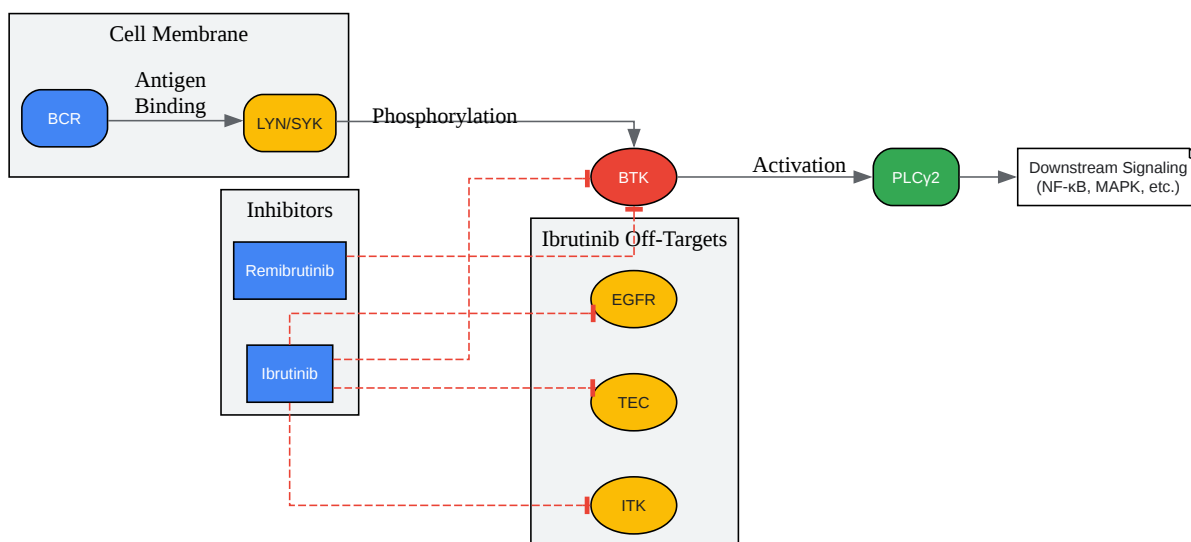 Cell Membrane
BCR
Antigen
Binding
LYN/SYK
Phosphorylation
BTK
Activation
PLCγ2
Downstream Signaling
(NF-κB, MAPK, etc.)
Inhibitors
Remibrutinib
Ibrutinib
Ibrutinib Off-Targets
EGFR
TEC
ITK